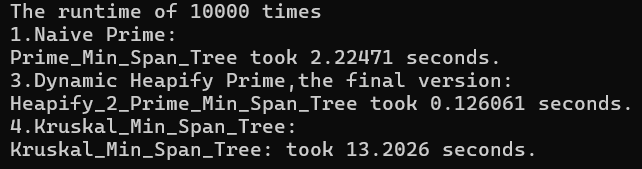 The runtime of 10000 times
1.Naive Prime:
Prime_Min_Span_Tree took 2.22471 seconds.
3.Dynamic Heapify Prime,the final version:
Heapify_2_Prime_Min_Span_Tree took 0.126061 seconds.
4.Kruskal_Min_Span_Tree:
Kruskal_Min_Span_Tree: took 13.2026 seconds.